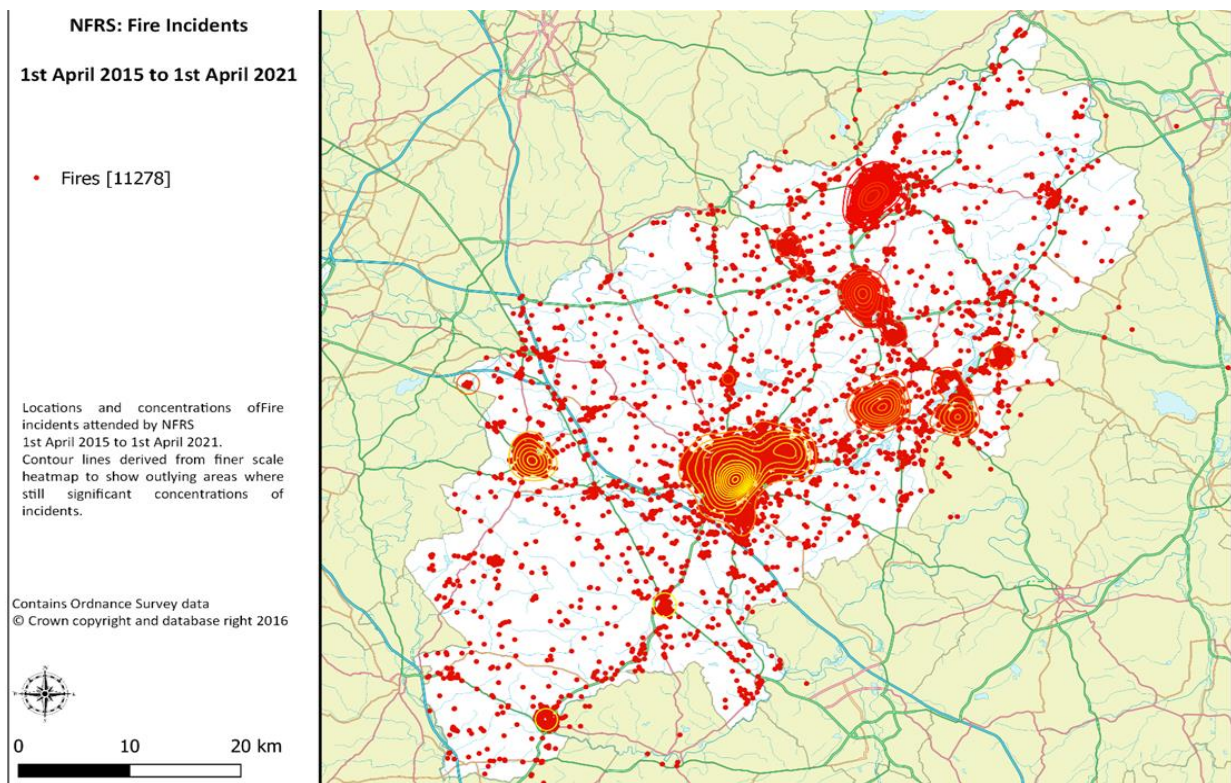 NFRS: Fire Incidents
1st April 2015 to 1st April 2021
Fires [11278]
Locations and concentrations ofFire
incidents attended by NFRS
1st April 2015 to 1st April 2021.
Contour lines derived from finer scale
heatmap to show outlying areas where
still significant concentrations of
incidents.
Contains Ordnance Survey data
© Crown copyright and database right 2016
0 10 20 km